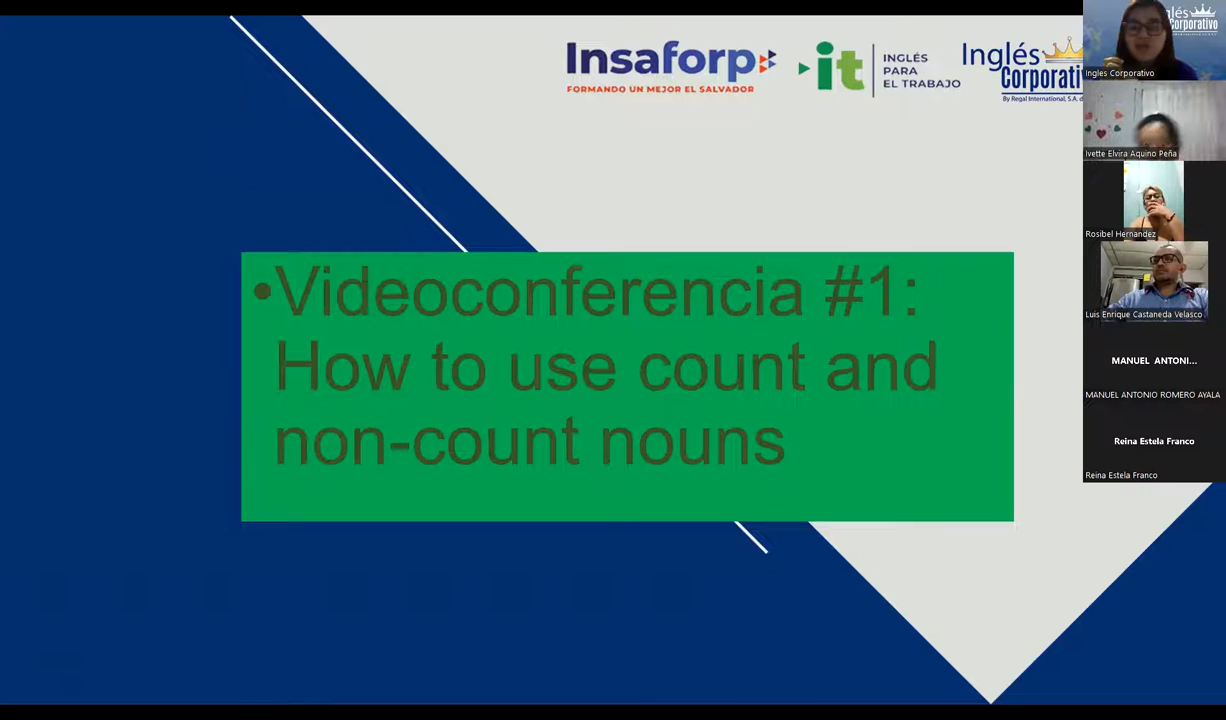 Insaforp
FORMANDO UN MEJOR EL SALVADOR
it
INGLÉS
PARA
EL TRABAJO
Inglés
Corporati
By Regal International, S.A. d
•Videoconferencia #1:
How to use count and
non-count nouns
glés
Corporativo
Ingles Corporativo
Ivette Elvira Aquino Peña
Rosibel Hernandez
Luis Enrique Castaneda Velasco
MANUEL ANTONI...
MANUEL ANTONIO ROMERO AYALA
Reina Estela Franco
Reina Estela Franco